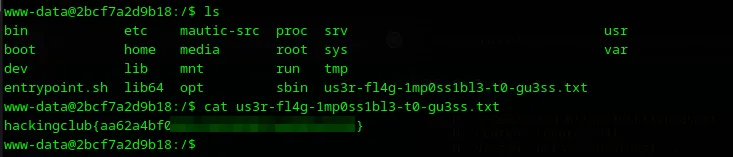 www-data@2bcf7a2d9b18:/$ ls
bin etc mautic-src proc srv usr
boot home media root sys var
dev lib mnt run tmp
entrypoint.sh lib64 opt sbin us3r-fl4g-1mp0ss1bl3-t0-gu3ss.txt
www-data@2bcf7a2d9b18:/$ cat us3r-fl4g-1mp0ss1bl3-t0-gu3ss.txt
hackingclub{aa62a4bf0 }
www-data@2bcf7a2d9b18:/$